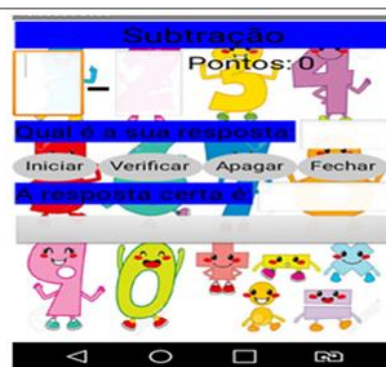 Subtração
Pontos: 0
-
Qual é a sua resposta:
Iniciar Verificar Apagar Fechar
A resposta certa é: